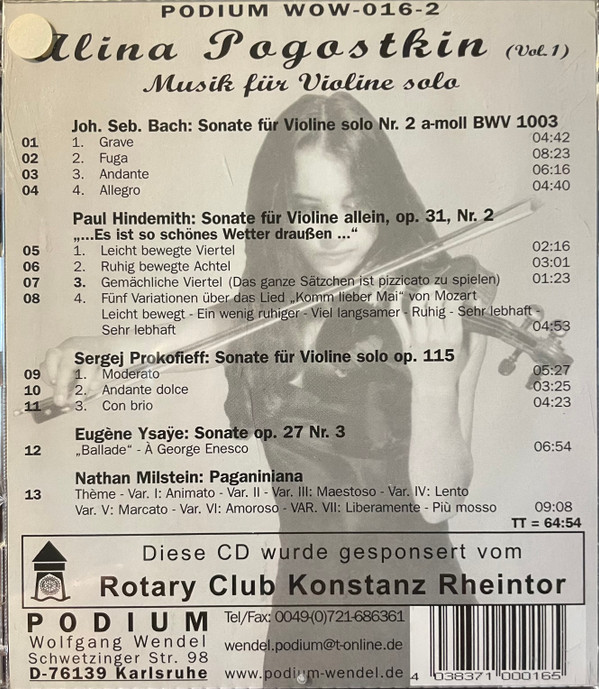 PODIUM WOW-016-2
Alina Pogostkin (Vol.1)
Musik für Violine solo
Joh. Seb. Bach: Sonate für Violine solo Nr. 2 a-moll BWV 1003
01 1. Grave 04:42
02 2. Fuga 08:23
03 3. Andante 06:16
04 4. Allegro 04:40
Paul Hindemith: Sonate für Violine allein, op. 31, Nr. 2
„...Es ist so schönes Wetter draußen ...“
05 1. Leicht bewegte Viertel 02:16
06 2. Ruhig bewegte Achtel 03:01
07 3. Gemächliche Viertel (Das ganze Sätzchen ist pizzicato zu spielen) 01:23
08 4. Fünf Variationen über das Lied „Komm lieber Mai“ von Mozart
Leicht bewegt - Ein wenig ruhiger - Viel langsamer - Ruhig - Sehr lebhaft -
Sehr lebhaft 04:53
Sergej Prokofieff: Sonate für Violine solo op. 115
09 1. Moderato 05:27
10 2. Andante dolce 03:25
11 3. Con brio 04:23
Eugène Ysaÿe: Sonate op. 27 Nr. 3
12 „Ballade“ - À George Enesco 06:54
Nathan Milstein: Paganiniana
13 Thème - Var. I: Animato - Var. II - Var. III: Maestoso - Var. IV: Lento
Var. V: Marcato - Var. VI: Amoroso - VAR. VII: Liberamente - Più mosso 09:08
TT = 64:54
Diese CD wurde gesponsert vom
Rotary Club Konstanz Rheintor
PODIUM
Wolfgang Wendel
Schwetzinger Str. 98
D-76139 Karlsruhe
Tel/Fax: 0049-(0)721-686361
wendel.podium@t-online.de
www.podium-wendel.de
4 038371 000165